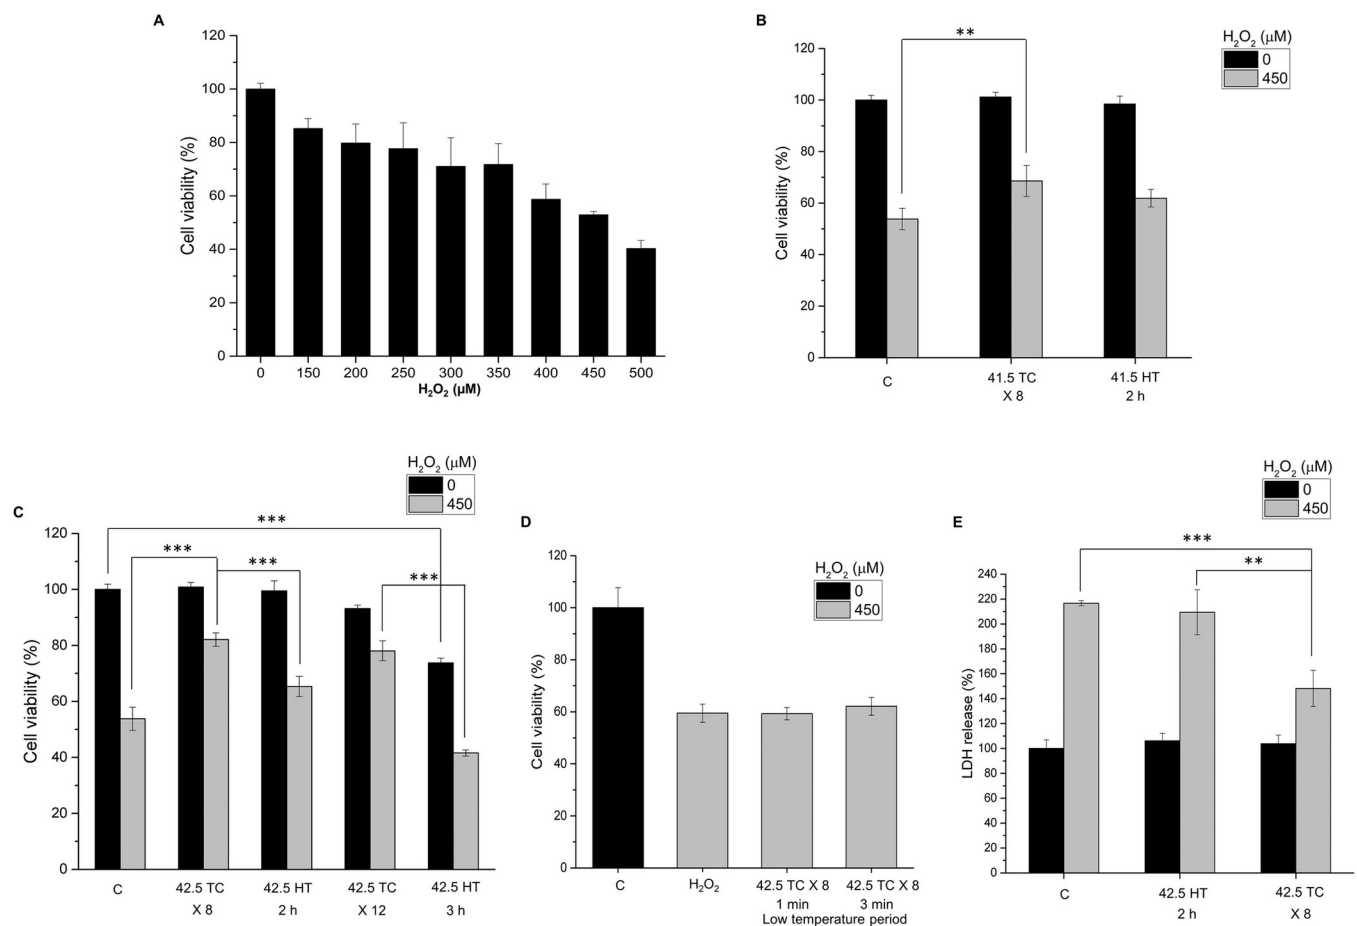 A
120
100
80
60
40
20
0
Cell viability (%)
0 150 200 250 300 350 400 450 500
H₂O₂ (µM)
B
H₂O₂ (µM)
0
450
**
120
100
80
60
40
20
0
Cell viability (%)
C 41.5 TC 41.5 HT
X 8 2 h
C
H₂O₂ (µM)
0
450
***
*** *** ***
120
100
80
60
40
20
0
Cell viability (%)
C 42.5 TC 42.5 HT 42.5 TC 42.5 HT
X 8 2 h X 12 3 h
D
H₂O₂ (µM)
0
450
120
100
80
60
40
20
0
Cell viability (%)
C H₂O₂ 42.5 TC X 8 42.5 TC X 8
1 min 3 min
Low temperature period
E
H₂O₂ (µM)
0
450
***
**
240
220
200
180
160
140
120
100
80
60
40
20
0
LDH release (%)
C 42.5 HT 42.5 TC
2 h X 8